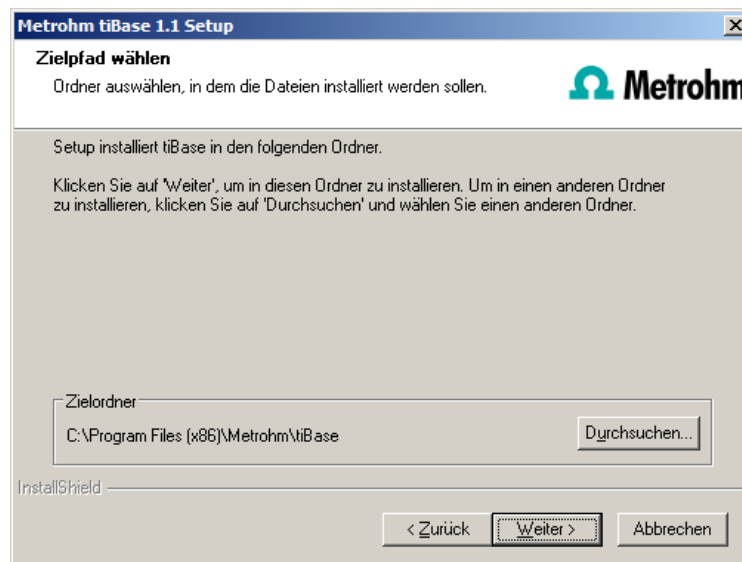 Metrohm tiBase 1.1 Setup
Zielpfad wählen
Ordner auswählen, in dem die Dateien installiert werden sollen.
Metrohm
Setup installiert tiBase in den folgenden Ordner.
Klicken Sie auf 'Weiter', um in diesen Ordner zu installieren. Um in einen anderen Ordner
zu installieren, klicken Sie auf 'Durchsuchen' und wählen Sie einen anderen Ordner.
Zielordner
C:\Program Files (x86)\Metrohm\tiBase
Durchsuchen...
InstallShield
< Zurück
Weiter >
Abbrechen